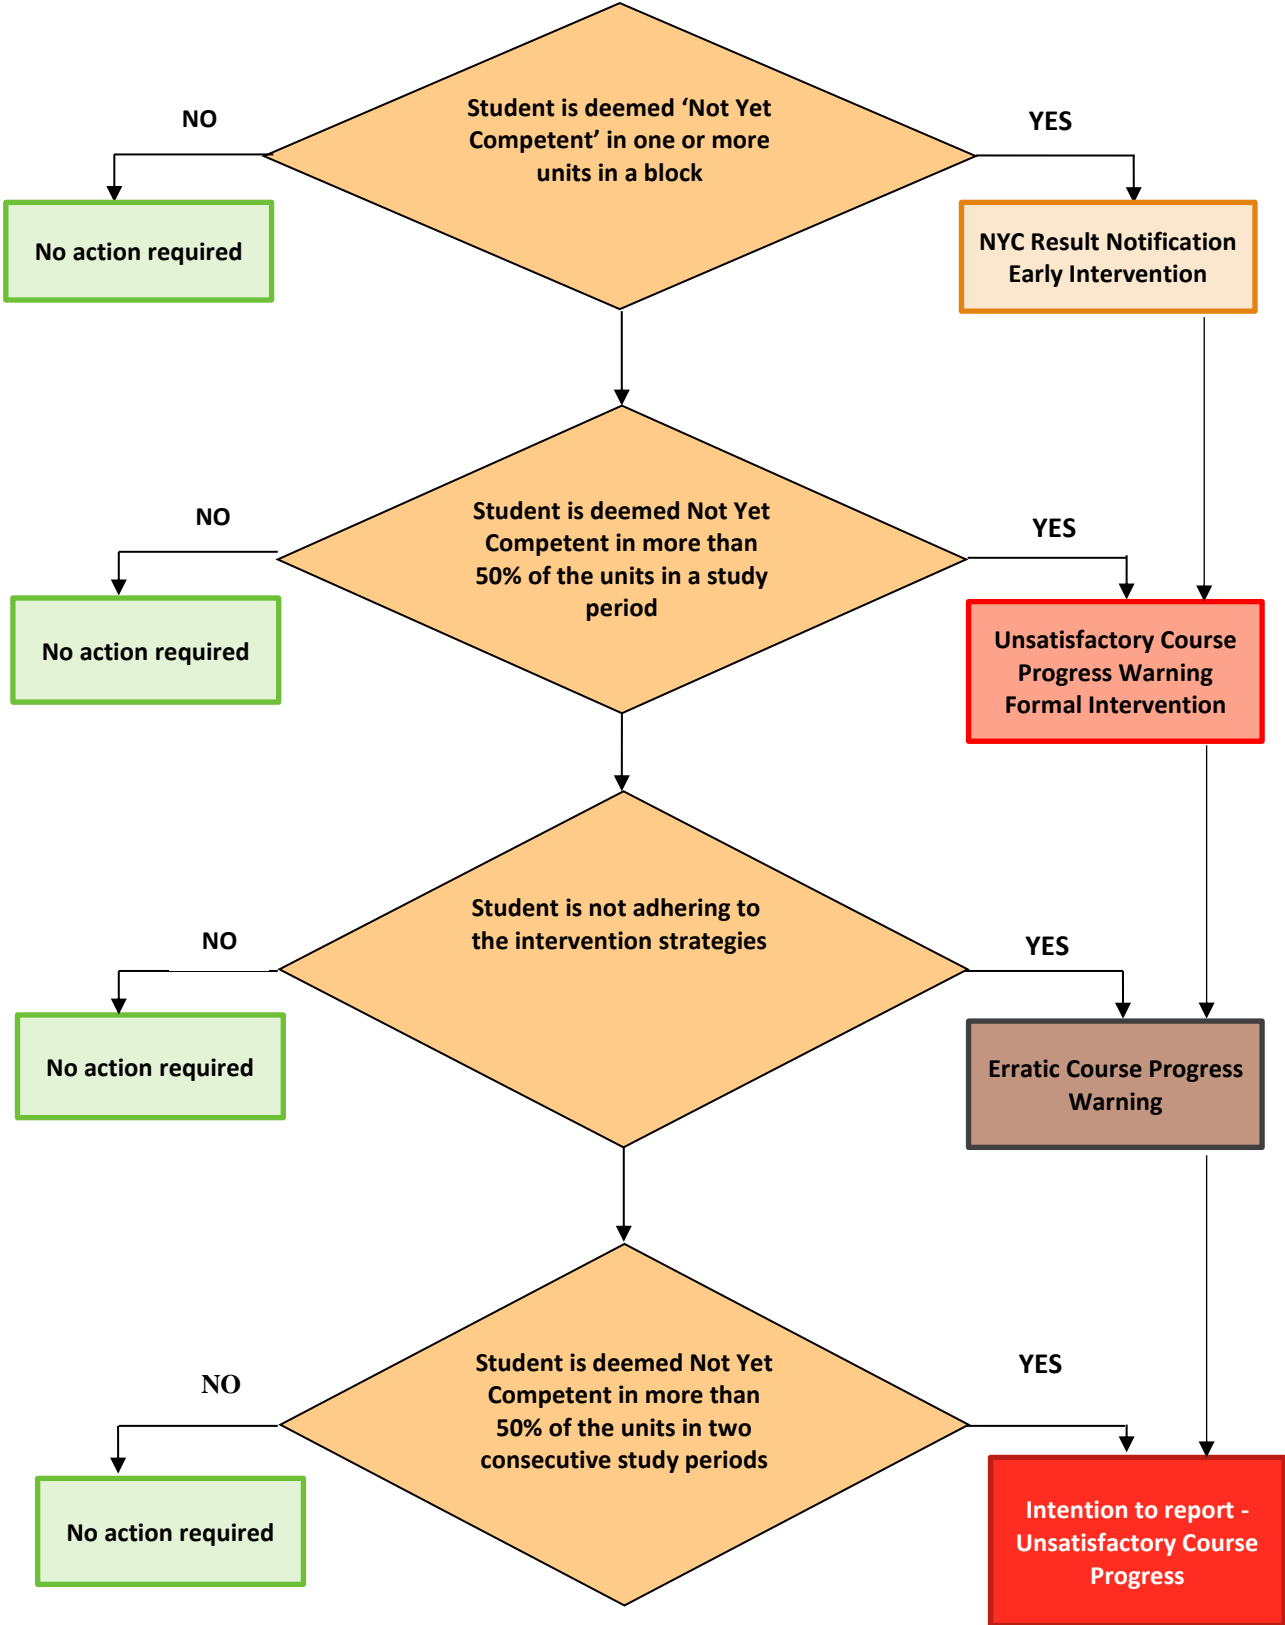 NO
Student is deemed ‘Not Yet
Competent’ in one or more
units in a block
YES
No action required
NYC Result Notification
Early Intervention
NO
Student is deemed Not Yet
Competent in more than
50% of the units in a study
period
YES
No action required
Unsatisfactory Course
Progress Warning
Formal Intervention
NO
Student is not adhering to
the intervention strategies
YES
No action required
Erratic Course Progress
Warning
NO
Student is deemed Not Yet
Competent in more than
50% of the units in two
consecutive study periods
YES
No action required
Intention to report -
Unsatisfactory Course
Progress